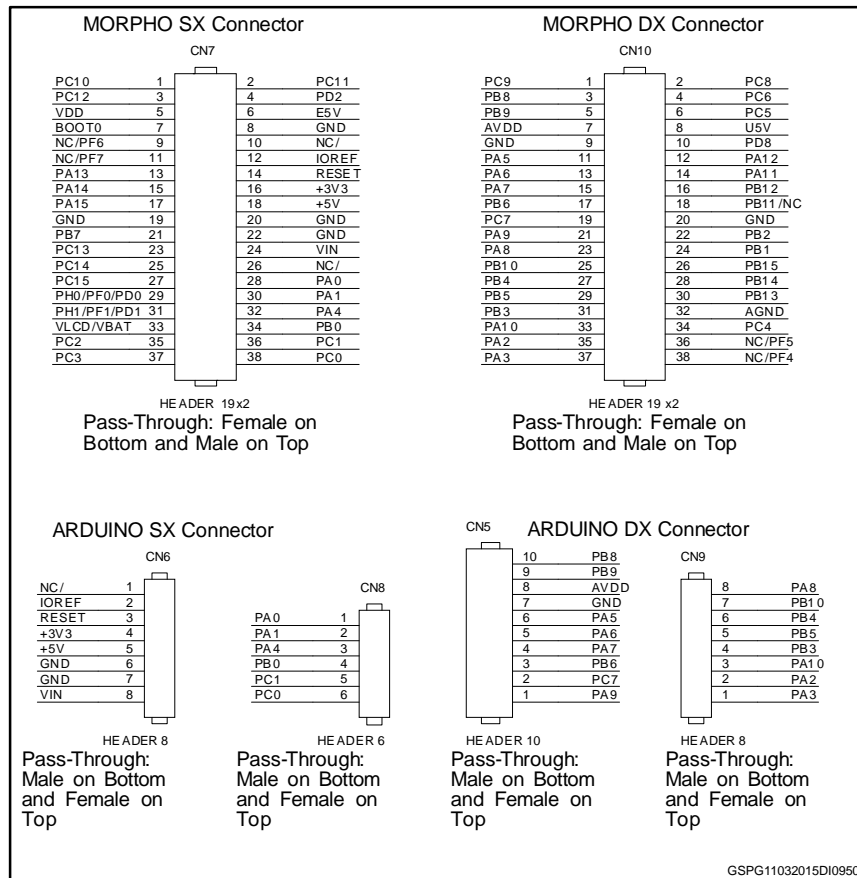 MORPHO SX Connector
CN7
PC10 1 2 PC11
PC12 3 4 PD2
VDD 5 6 E5V
BOOT0 7 8 GND
NC/PF6 9 10 NC/
NC/PF7 11 12 IOREF
PA13 13 14 RESET
PA14 15 16 +3V3
PA15 17 18 +5V
GND 19 20 GND
PB7 21 22 GND
PC13 23 24 VIN
PC14 25 26 NC/
PC15 27 28 PA0
PH0/PF0/PD0 29 30 PA1
PH1/PF1/PD1 31 32 PA4
VLCD/VBAT 33 34 PB0
PC2 35 36 PC1
PC3 37 38 PC0
HEADER 19x2
Pass-Through: Female on
Bottom and Male on Top
MORPHO DX Connector
CN10
PC9 1 2 PC8
PB8 3 4 PC6
PB9 5 6 PC5
AVDD 7 8 U5V
GND 9 10 PD8
PA5 11 12 PA12
PA6 13 14 PA11
PA7 15 16 PB12
PB6 17 18 PB11/NC
PC7 19 20 GND
PA9 21 22 PB2
PA8 23 24 PB1
PB10 25 26 PB15
PB4 27 28 PB14
PB5 29 30 PB13
PB3 31 32 AGND
PA10 33 34 PC4
PA2 35 36 NC/PF5
PA3 37 38 NC/PF4
HEADER 19x2
Pass-Through: Female on
Bottom and Male on Top
ARDUINO SX Connector
CN6
NC/ 1
IOREF 2
RESET 3
+3V3 4
+5V 5
GND 6
GND 7
VIN 8
HEADER 8
Pass-Through:
Male on Bottom
and Female on
Top
CN8
PA0 1
PA1 2
PA4 3
PB0 4
PC1 5
PC0 6
HEADER 6
Pass-Through:
Male on Bottom
and Female on
Top
ARDUINO DX Connector
CN5
10 PB8
9 PB9
8 AVDD
7 GND
6 PA5
5 PA6
4 PA7
3 PB6
2 PC7
1 PA9
HEADER 10
Pass-Through:
Male on Bottom
and Female on
Top
CN9
8 PA8
7 PB10
6 PB4
5 PB5
4 PB3
3 PA10
2 PA2
1 PA3
HEADER 8
Pass-Through:
Male on Bottom
and Female on
Top
GSPG11032015DI0950